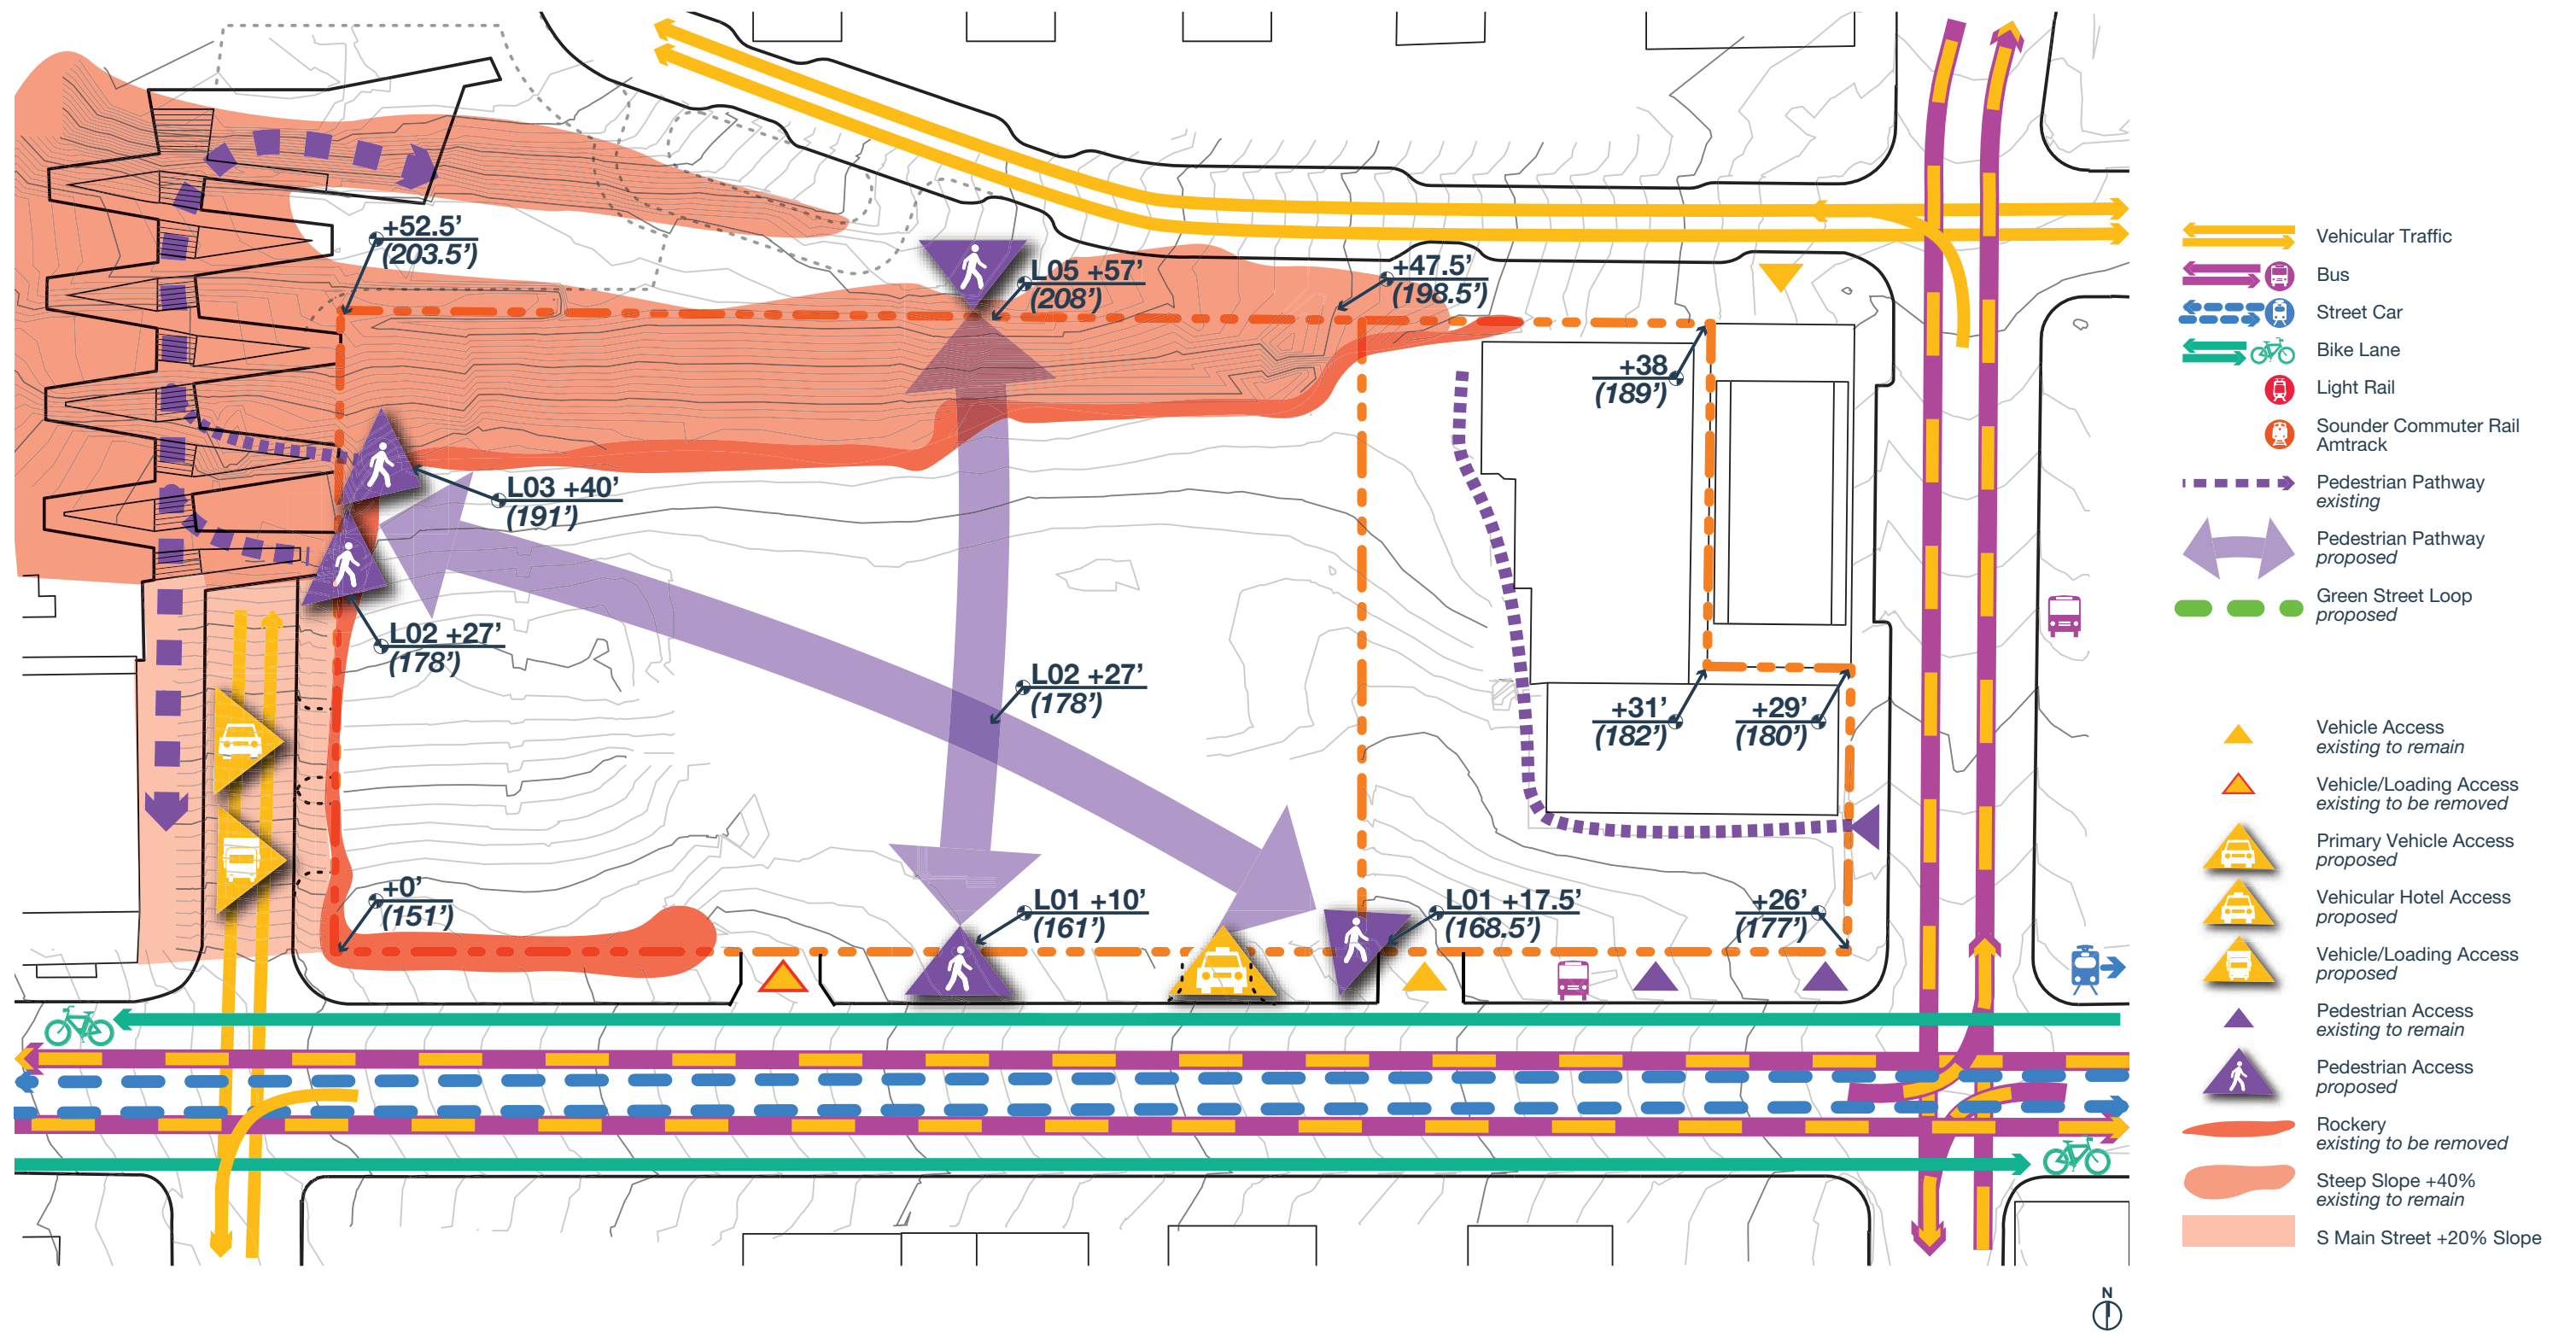 +52.5’
(203.5’)
L05 +57’
(208’)
+47.5’
(198.5’)
+38
(189’)
L03 +40’
(191’)
L02 +27’
(178’)
L02 +27’
(178’)
+31’
(182’)
+29’
(180’)
+0’
(151’)
L01 +10’
(161’)
L01 +17.5’
(168.5’)
+26’
(177’)
Vehicular Traffic
Bus
Street Car
Bike Lane
Light Rail
Sounder Commuter Rail
Amtrack
Pedestrian Pathway
existing
Pedestrian Pathway
proposed
Green Street Loop
proposed
Vehicle Access
existing to remain
Vehicle/Loading Access
existing to be removed
Primary Vehicle Access
proposed
Vehicular Hotel Access
proposed
Vehicle/Loading Access
proposed
Pedestrian Access
existing to remain
Pedestrian Access
proposed
Rockery
existing to be removed
Steep Slope +40%
existing to remain
S Main Street +20% Slope
N